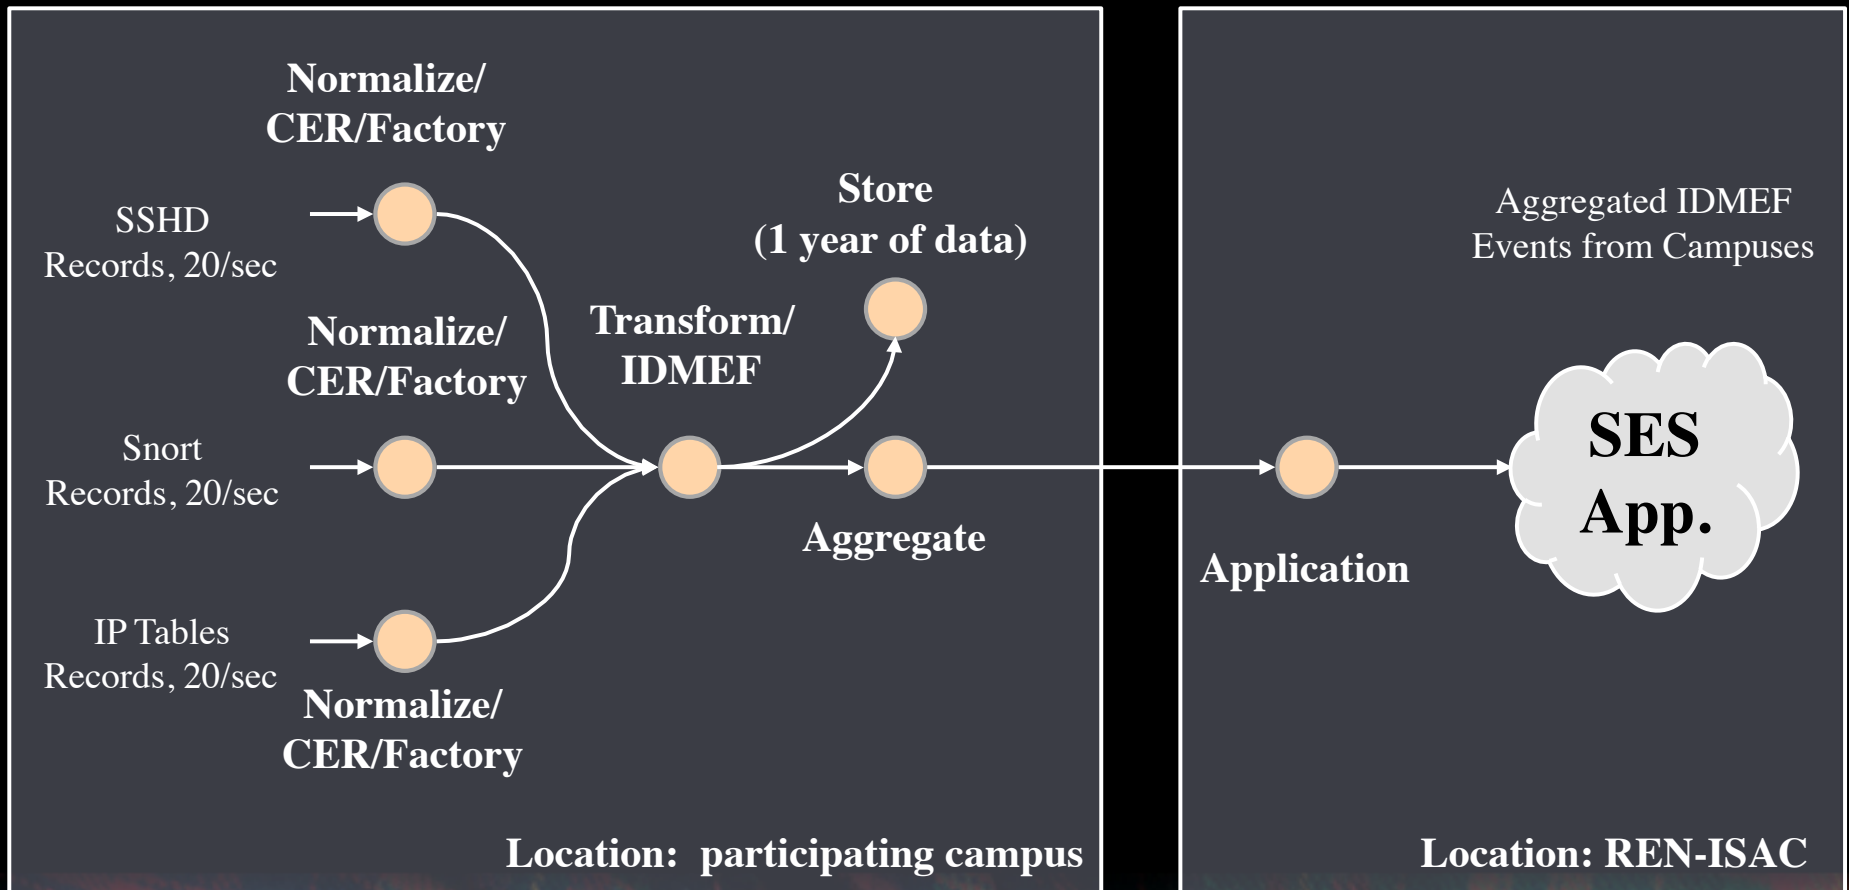 Normalize/
CER/Factory
SSHD
Records, 20/sec
Store
(1 year of data)
Normalize/
CER/Factory
Transform/
IDMEF
Snort
Records, 20/sec
Aggregate
IP Tables
Records, 20/sec
Normalize/
CER/Factory
Location:  participating campus
Aggregated IDMEF
Events from Campuses
SES
App.
Application
Location: REN-ISAC